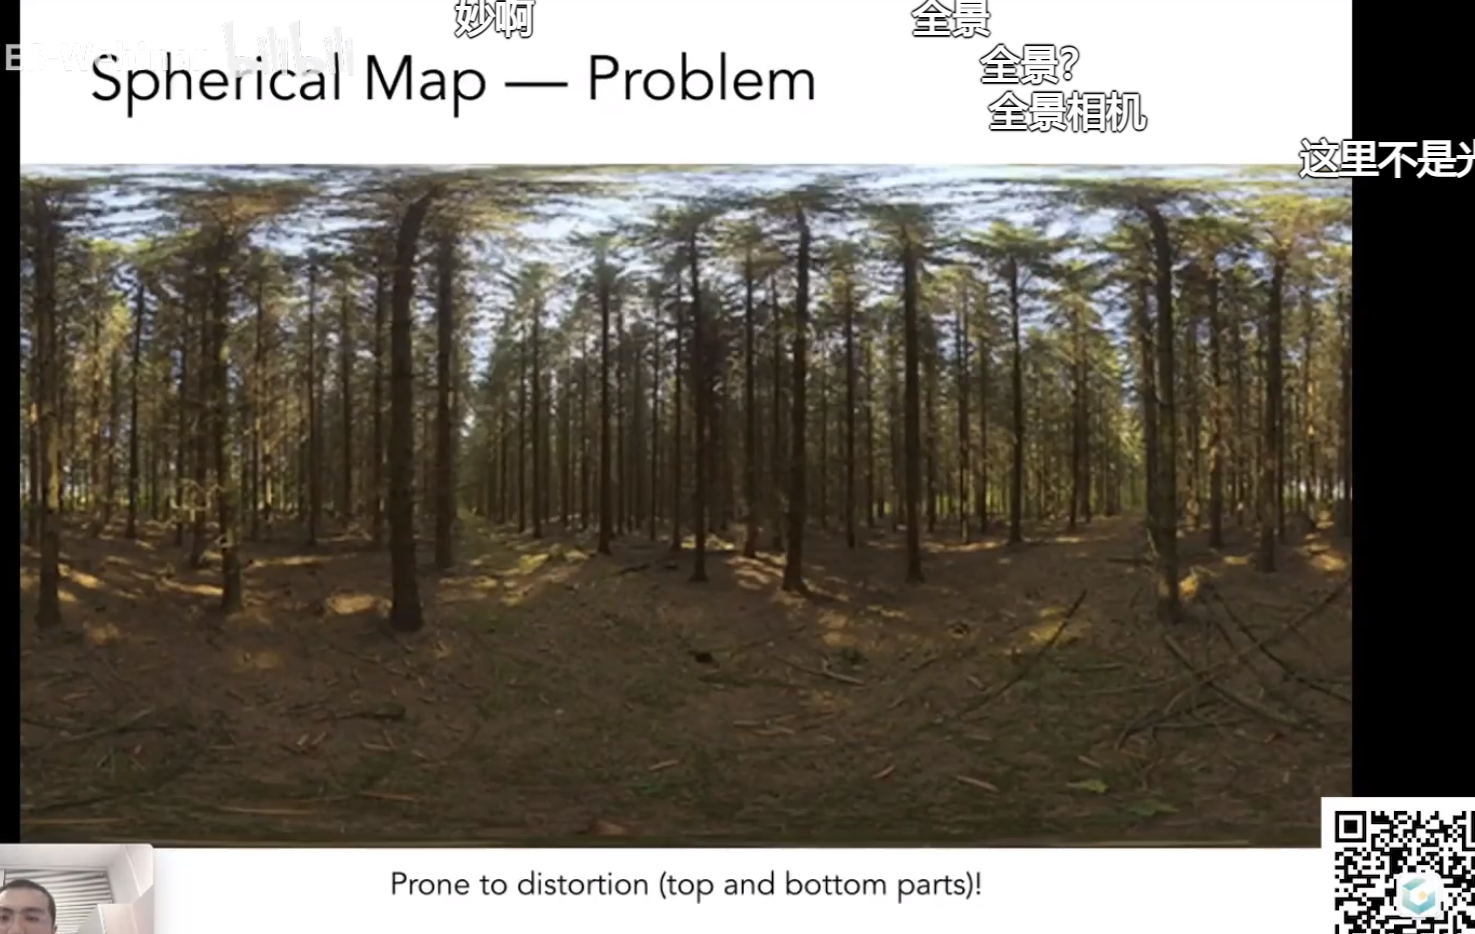 妙啊
全景
Spherical Map — Problem
全景?
全景相机
bilibili
这里不是
Prone to distortion (top and bottom parts)!